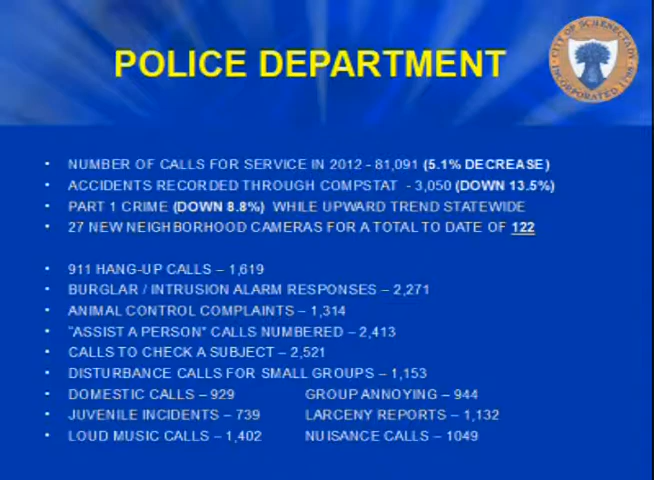 POLICE DEPARTMENT
CITY OF SCHENECTADY
INCORPORATED 1798
• NUMBER OF CALLS FOR SERVICE IN 2012 - 81,091 (5.1% DECREASE)
• ACCIDENTS RECORDED THROUGH COMPSTAT - 3,050 (DOWN 13.5%)
• PART 1 CRIME (DOWN 8.8%) WHILE UPWARD TREND STATEWIDE
• 27 NEW NEIGHBORHOOD CAMERAS FOR A TOTAL TO DATE OF 122
• 911 HANG-UP CALLS – 1,619
• BURGLAR / INTRUSION ALARM RESPONSES – 2,271
• ANIMAL CONTROL COMPLAINTS – 1,314
• "ASSIST A PERSON" CALLS NUMBERED – 2,413
• CALLS TO CHECK A SUBJECT – 2,521
• DISTURBANCE CALLS FOR SMALL GROUPS – 1,153
• DOMESTIC CALLS – 929 GROUP ANNOYING – 944
• JUVENILE INCIDENTS – 739 LARCENY REPORTS – 1,132
• LOUD MUSIC CALLS – 1,402 NUISANCE CALLS – 1049